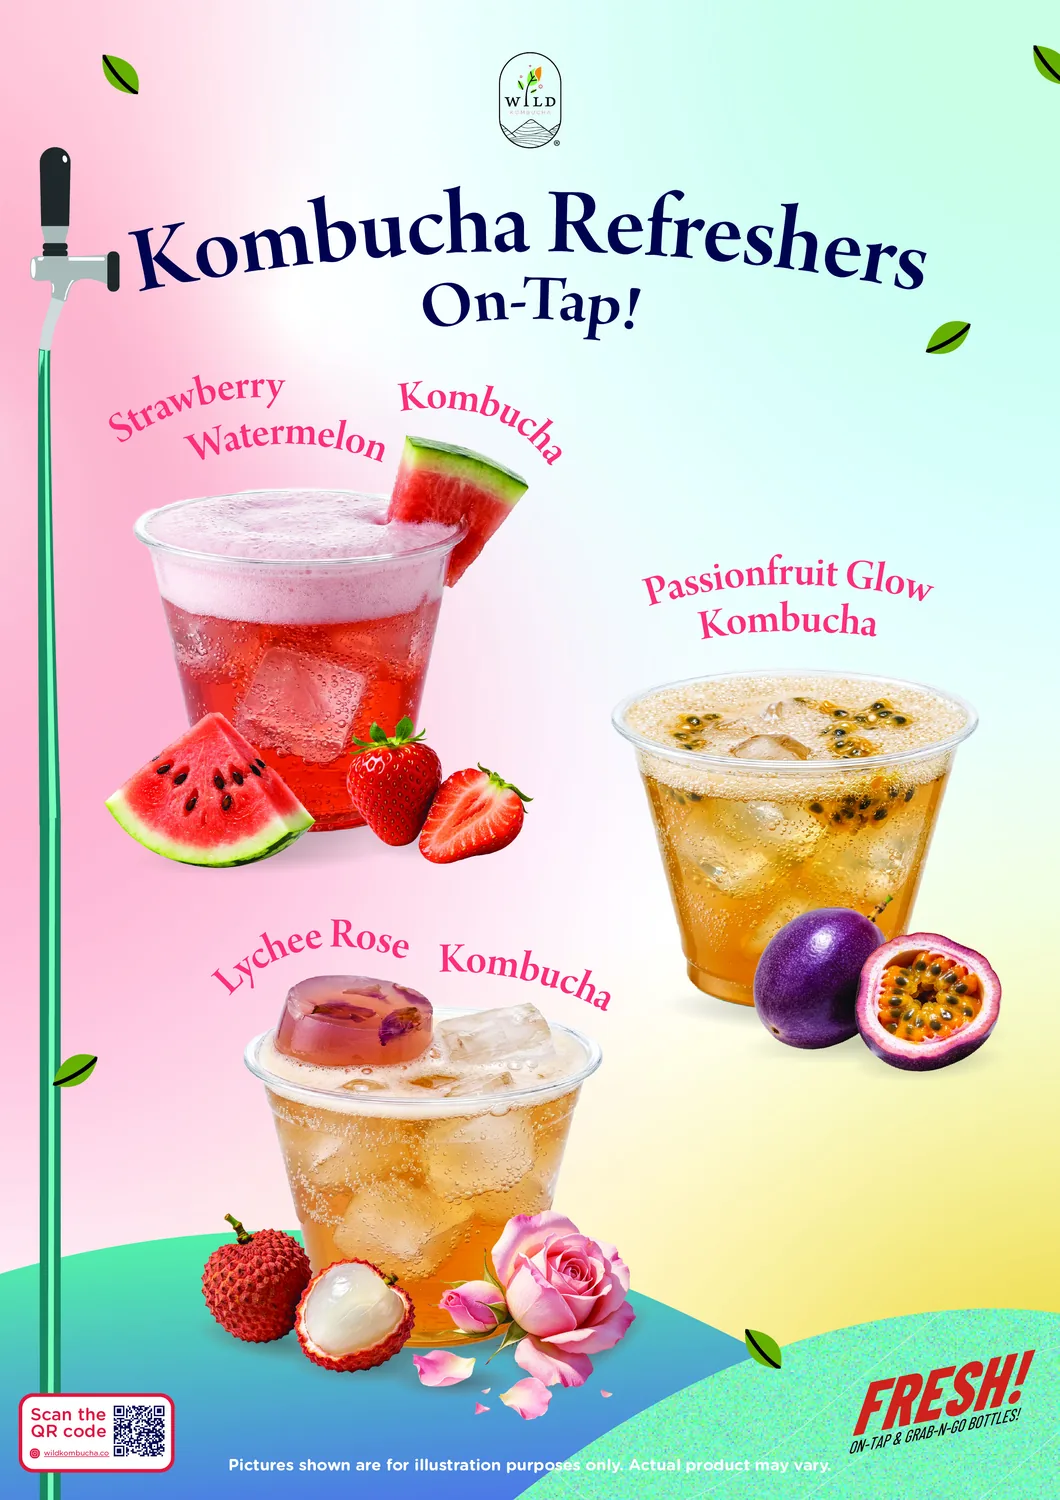 WILD
KOMBUCHA
®
Kombucha Refreshers
On-Tap!
Strawberry
Watermelon
Kombucha
Passionfruit Glow
Kombucha
Lychee Rose Kombucha
FRESH!
ON-TAP & GRAB-N-GO BOTTLES!
Scan the
QR code
wildkombucha.co
Pictures shown are for illustration purposes only. Actual product may vary.